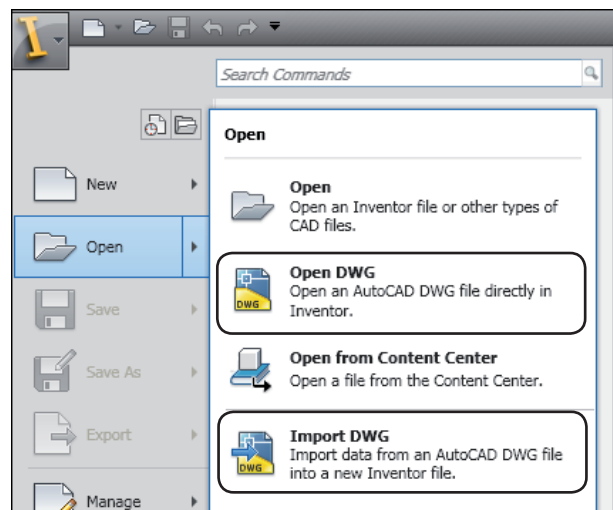 I
Search Commands
Open
New
Open
Open an Inventor file or other types of
CAD files.
Open
Open DWG
Open an AutoCAD DWG file directly in
Inventor.
DWG
Save
Open from Content Center
Open a file from the Content Center.
Save As
Export
Import DWG
Import data from an AutoCAD DWG file
into a new Inventor file.
DWG
Manage